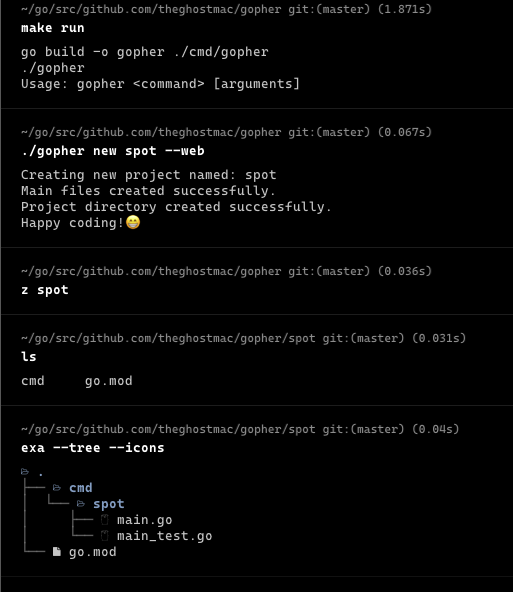 ~/go/src/github.com/theghostmac/gopher git:(master) (1.871s)
make run
go build -o gopher ./cmd/gopher
./gopher
Usage: gopher <command> [arguments]
~/go/src/github.com/theghostmac/gopher git:(master) (0.067s)
./gopher new spot --web
Creating new project named: spot
Main files created successfully.
Project directory created successfully.
Happy coding!😁
~/go/src/github.com/theghostmac/gopher git:(master) (0.036s)
z spot
~/go/src/github.com/theghostmac/gopher/spot git:(master) (0.031s)
ls
cmd     go.mod
~/go/src/github.com/theghostmac/gopher/spot git:(master) (0.04s)
exa --tree --icons
.
├── cmd
│  └── spot
│     ├── main.go
│     └── main_test.go
└── go.mod